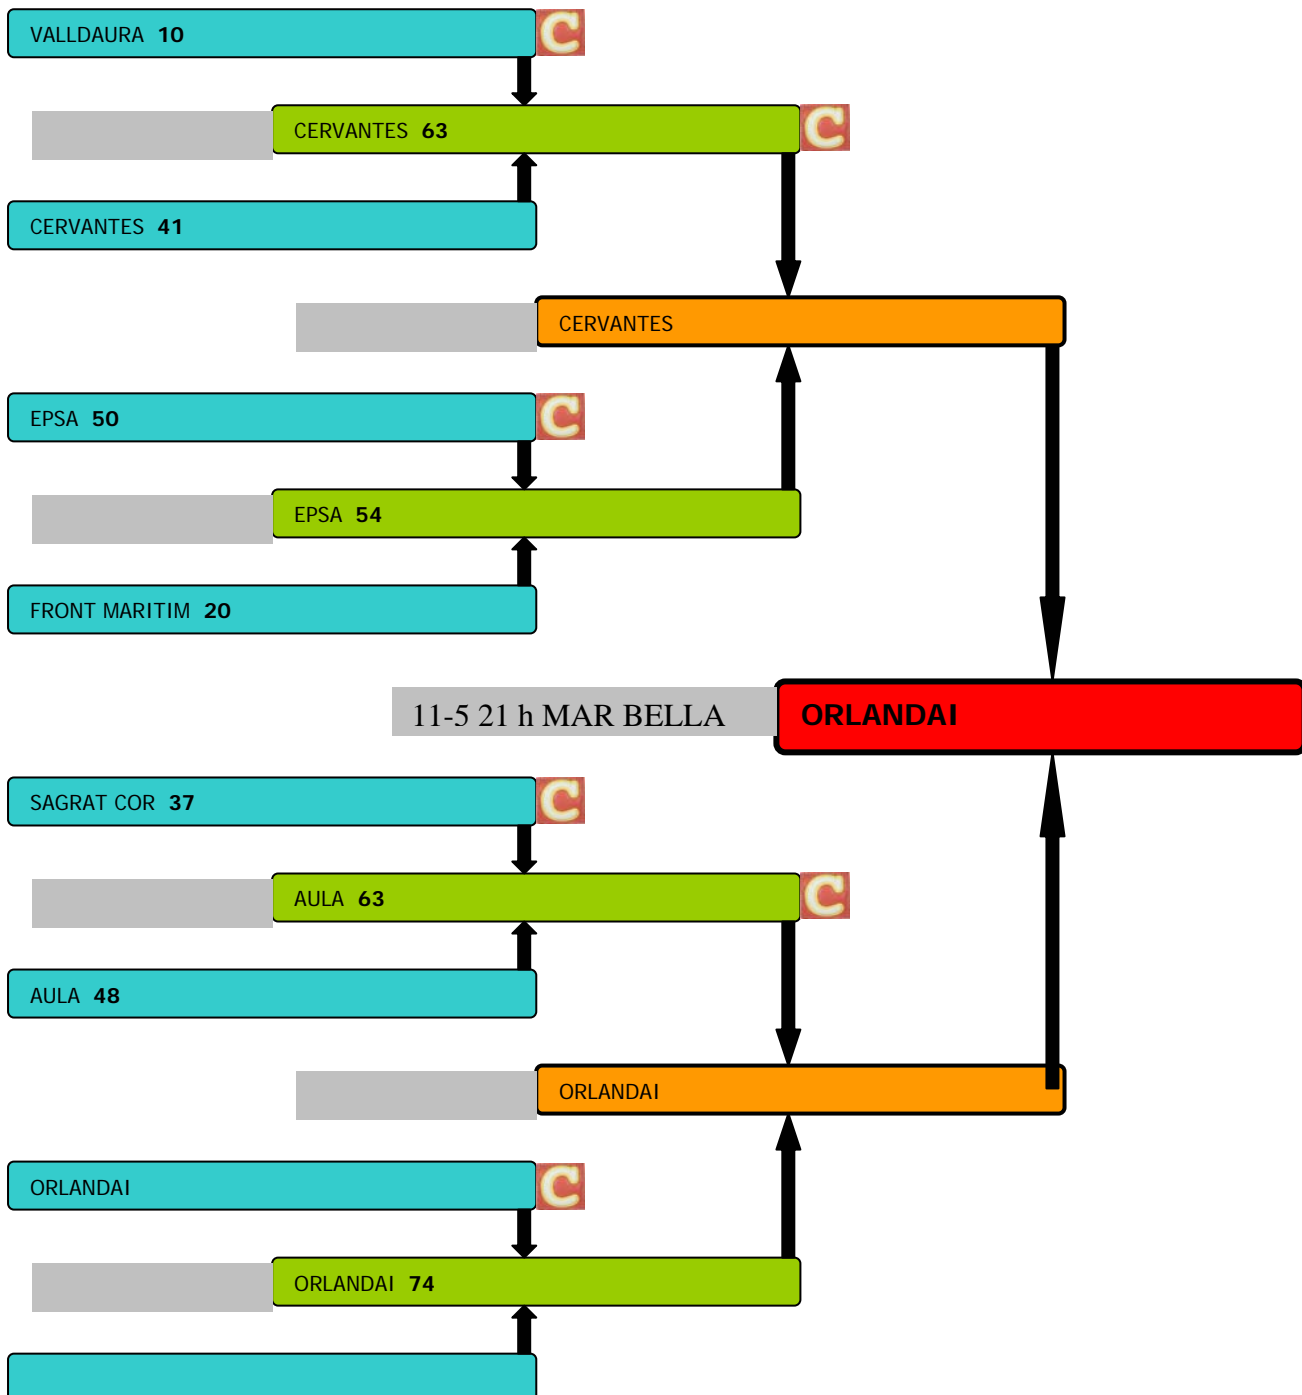 VALLDAURA 10
C
CERVANTES 63
C
CERVANTES 41
CERVANTES
EPSA 50
C
EPSA 54
FRONT MARITIM 20
11-5 21 h MAR BELLA
ORLANDAI
SAGRAT COR 37
C
AULA 63
C
AULA 48
ORLANDAI
ORLANDAI
C
ORLANDAI 74